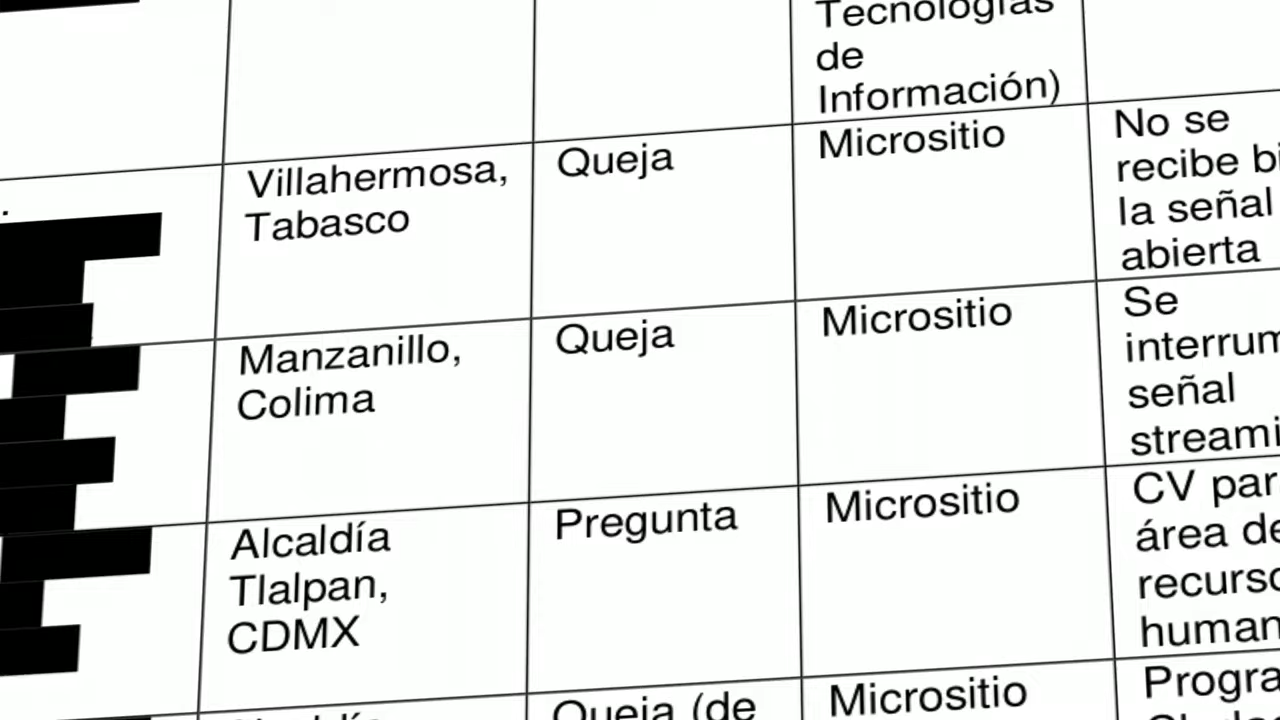 Tecnologías
de
Información)
Villahermosa,
Tabasco
Queja
Micrositio
No se
recibe bi
la señal
abierta
Manzanillo,
Colima
Queja
Micrositio
Se
interrum
señal
streami
Alcaldía
Tlalpan,
CDMX
Pregunta
Micrositio
CV par
área de
recurso
human
Queja (de
Micrositio
Progra